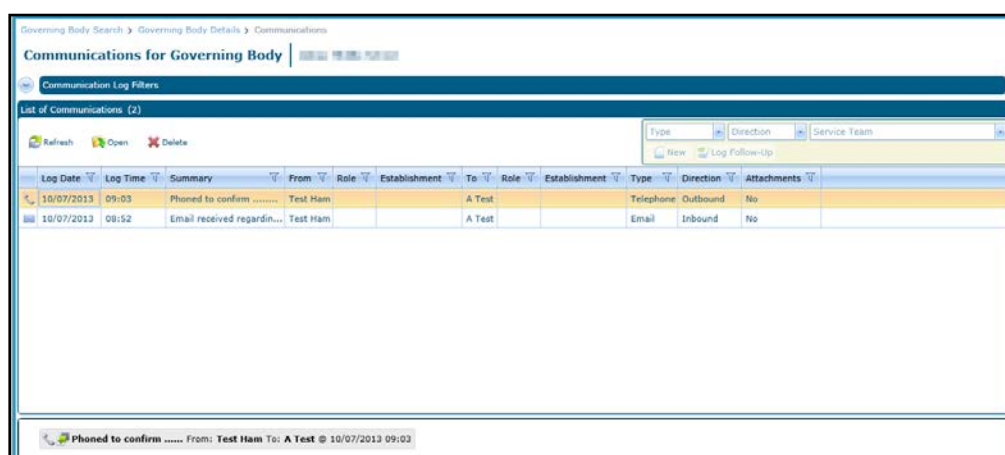 Governing Body Search > Governing Body Details > Communications
Communications for Governing Body
Communication Log Filters
List of Communications (2)
Refresh Open Delete
Type Direction Service Team
New Log Follow-Up
Log Date Log Time Summary From Role Establishment To Role Establishment Type Direction Attachments
10/07/2013 09:03 Phoned to confirm ........ Test Ham A Test Telephone Outbound No
10/07/2013 08:52 Email received regardin... Test Ham A Test Email Inbound No
Phoned to confirm ...... From: Test Ham To: A Test @ 10/07/2013 09:03